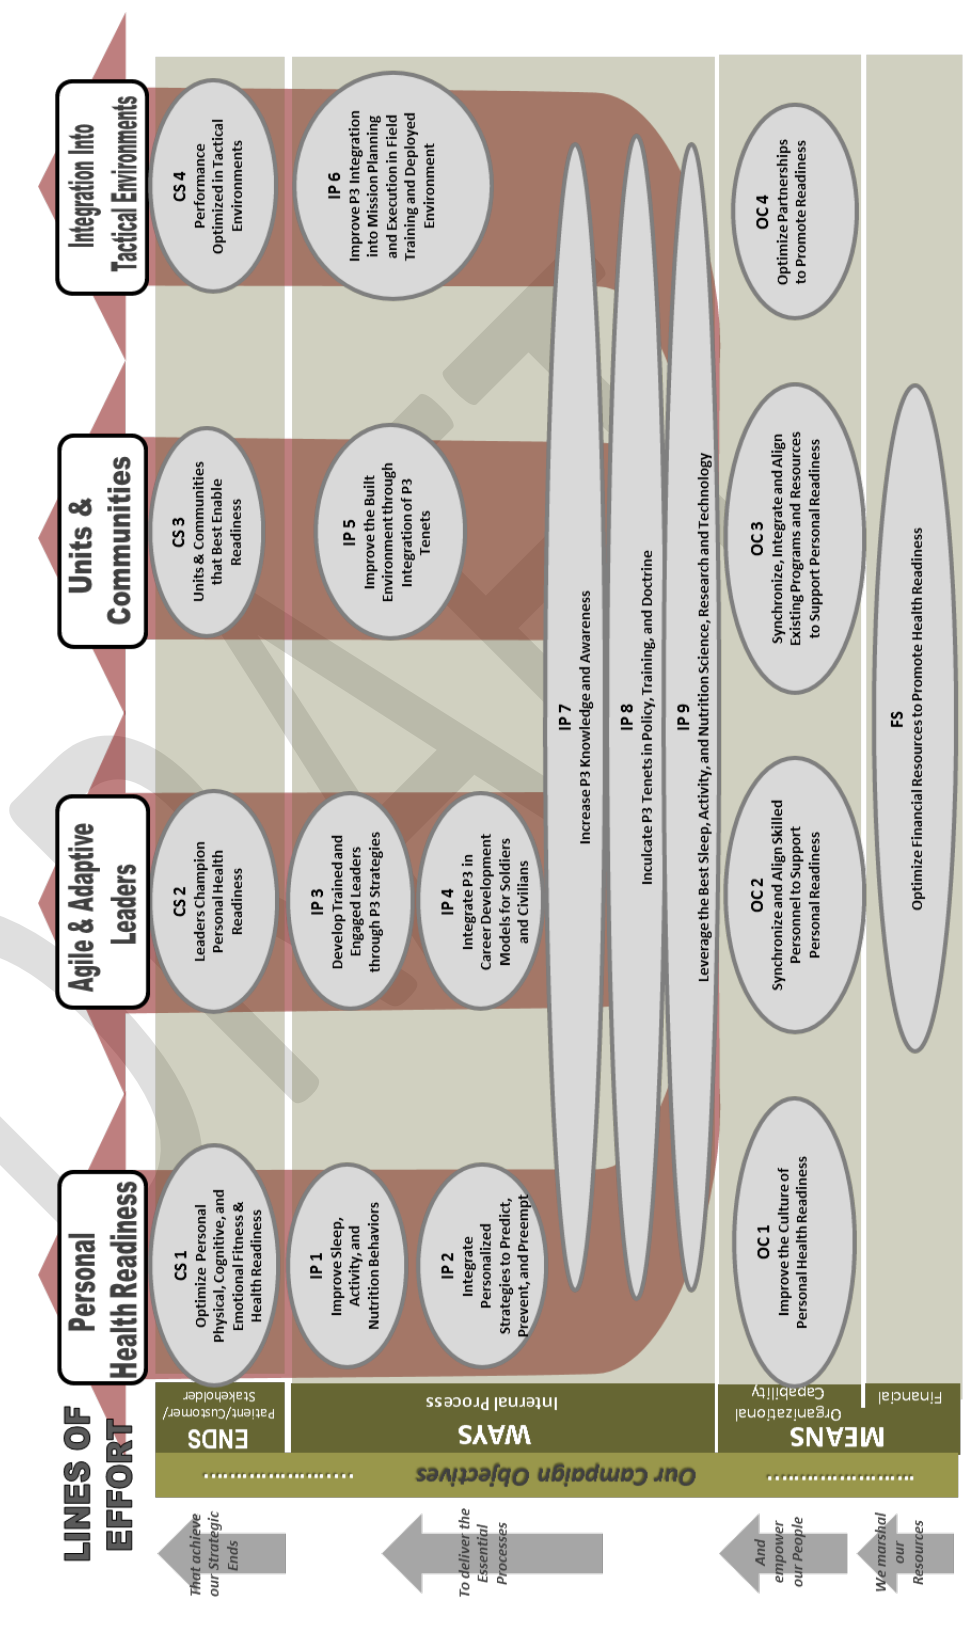 LINES OF
EFFORT
Personal
Health Readiness
Agile & Adaptive
Leaders
Units &
Communities
Integration Into
Tactical Environments
That achieve
our Strategic
Ends
Our Campaign Objectives
ENDS
Patient/Customer/
Stakeholder
CS 1
Optimize Personal
Physical, Cognitive, and
Emotional Fitness &
Health Readiness
CS 2
Leaders Champion
Personal Health
Readiness
CS 3
Units & Communities
that Best Enable
Readiness
CS 4
Performance
Optimized in Tactical
Environments
To deliver the
Essential
Processes
WAYS
Internal Process
IP 1
Improve Sleep,
Activity, and
Nutrition Behaviors
IP 2
Integrate
Personalized
Strategies to Predict,
Prevent, and Preempt
IP 3
Develop Trained and
Engaged Leaders
through P3 Strategies
IP 4
Integrate P3 in
Career Development
Models for Soldiers
and Civilians
IP 5
Improve the Built
Environment through
Integration of P3
Tenets
IP 6
Improve P3 Integration
into Mission Planning
and Execution in Field
Training and Deployed
Environment
IP 7
Increase P3 Knowledge and Awareness
IP 8
Inculcate P3 Tenets in Policy, Training, and Doctrine
IP 9
Leverage the Best Sleep, Activity, and Nutrition Science, Research and Technology
And
empower
our People
MEANS
Organizational
Capability
OC 1
Improve the Culture of
Personal Health Readiness
OC 2
Synchronize and Align Skilled
Personnel to Support
Personal Readiness
OC 3
Synchronize, Integrate and Align
Existing Programs and Resources
to Support Personal Readiness
OC 4
Optimize Partnerships
to Promote Readiness
We marshal
our
Resources
Financial
FS
Optimize Financial Resources to Promote Health Readiness
DRAFT